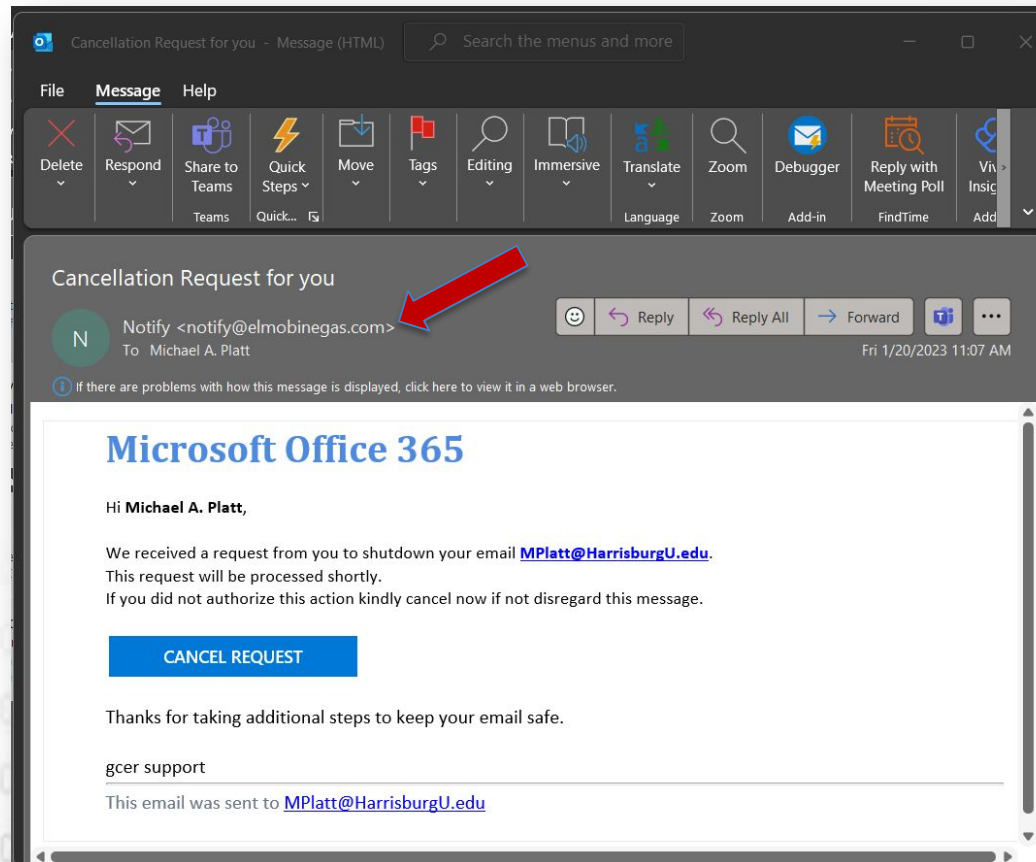 Cancellation Request for you - Message (HTML)
Search the menus and more
File Message Help
Delete
Respond
Share to Teams
Quick Steps
Move
Tags
Editing
Immersive
Translate
Zoom
Debugger
Reply with Meeting Poll
Insig
Teams
Quick...
Language
Zoom
Add-in
FindTime
Add
Cancellation Request for you
N
Notify <notify@elmobinegas.com>
To Michael A. Platt
Reply
Reply All
Forward
Fri 1/20/2023 11:07 AM
If there are problems with how this message is displayed, click here to view it in a web browser.
Microsoft Office 365
Hi Michael A. Platt,
We received a request from you to shutdown your email MPlatt@HarrisburgU.edu.
This request will be processed shortly.
If you did not authorize this action kindly cancel now if not disregard this message.
CANCEL REQUEST
Thanks for taking additional steps to keep your email safe.
gcer support
This email was sent to MPlatt@HarrisburgU.edu